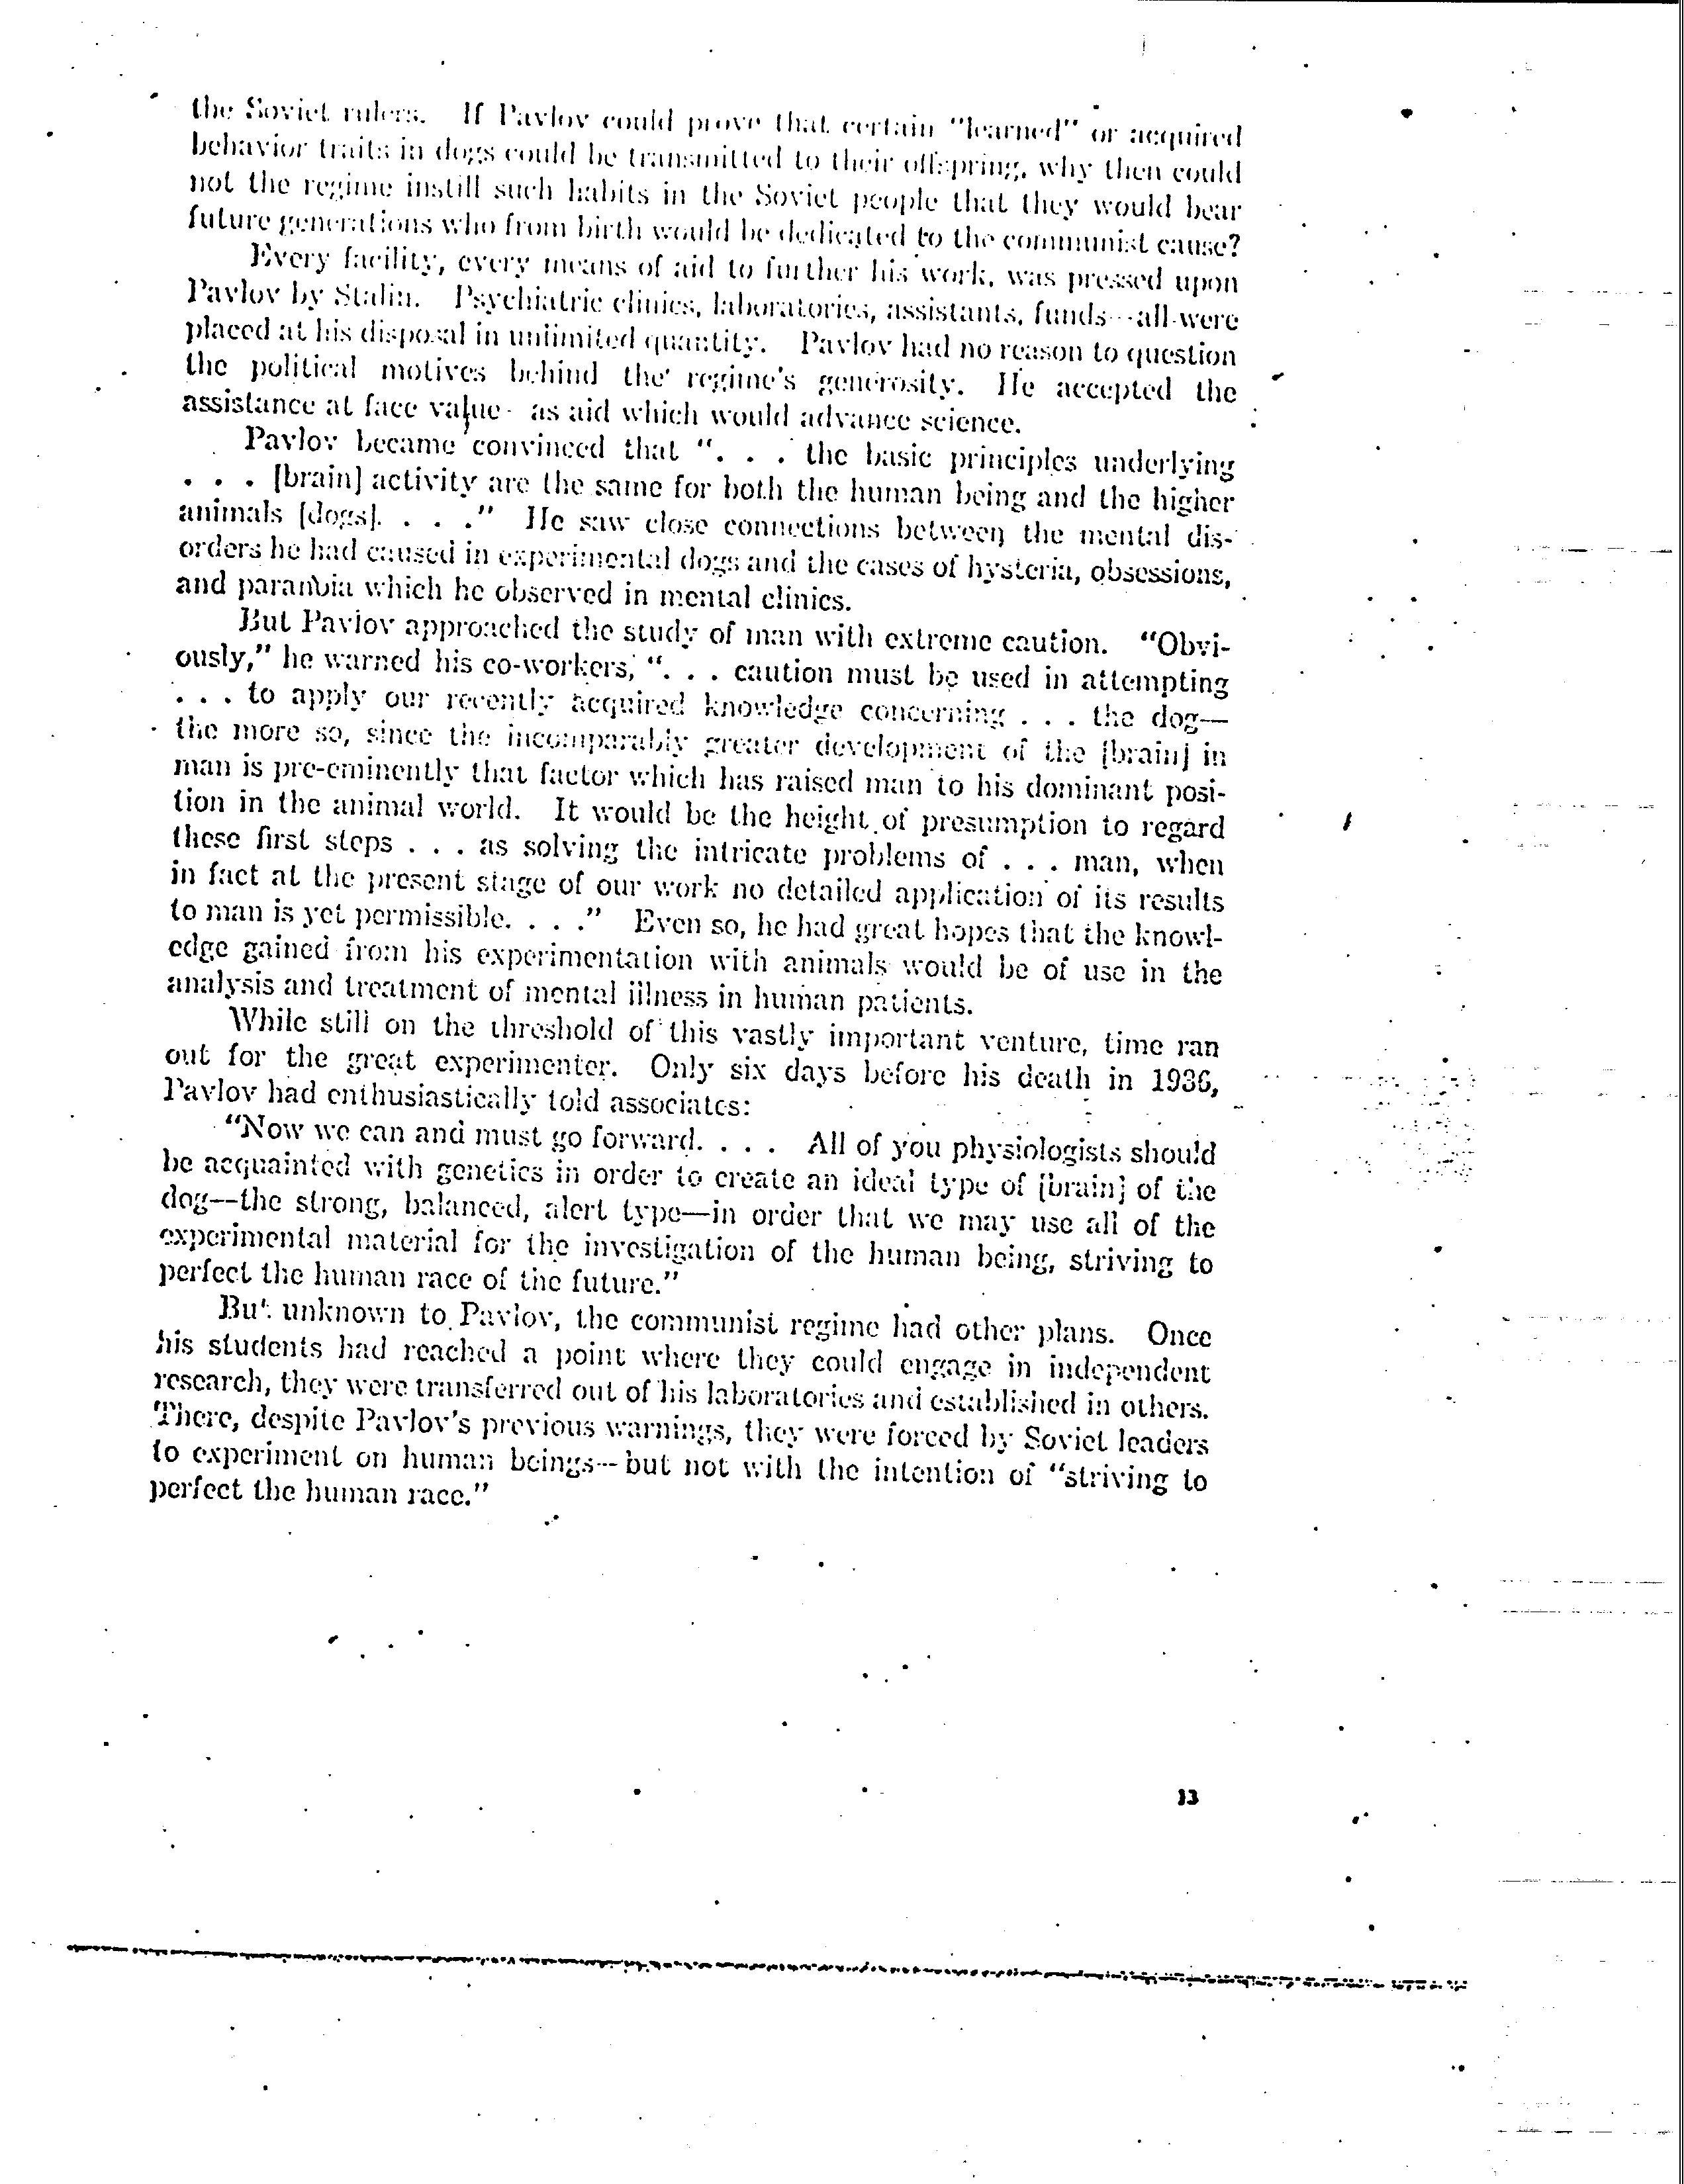 the Soviet rulers. If Pavlov could prove that certain "learned" or acquired
behavior traits in dogs could be transmitted to their offspring, why then could
not the regime instill such habits in the Soviet people that they would bear
future generations who from birth would be dedicated to the communist cause?
Every facility, every means of aid to further his work, was pressed upon
Pavlov by Stalin. Psychiatric clinics, laboratories, assistants, funds—all were
placed at his disposal in unlimited quantity. Pavlov had no reason to question
the political motives behind the regime's generosity. He accepted the
assistance at face value- as aid which would advance science.
Pavlov became convinced that ". . . the basic principles underlying
. . . [brain] activity are the same for both the human being and the higher
animals [dogs]. . . ." He saw close connections between the mental dis-
orders he had caused in experimental dogs and the cases of hysteria, obsessions,
and paranoia which he observed in mental clinics.
But Pavlov approached the study of man with extreme caution. "Obvi-
ously," he warned his co-workers, ". . . caution must be used in attempting
. . . to apply our recently acquired knowledge concerning . . . the dog—
the more so, since the incomparably greater development of the [brain] in
man is pre-eminently that factor which has raised man to his dominant posi-
tion in the animal world. It would be the height of presumption to regard
these first steps . . . as solving the intricate problems of . . . man, when
in fact at the present stage of our work no detailed application of its results
to man is yet permissible. . . ." Even so, he had great hopes that the knowl-
edge gained from his experimentation with animals would be of use in the
analysis and treatment of mental illness in human patients.
While still on the threshold of this vastly important venture, time ran
out for the great experimenter. Only six days before his death in 1936,
Pavlov had enthusiastically told associates:
"Now we can and must go forward. . . . All of you physiologists should
be acquainted with genetics in order to create an ideal type of [brain] of the
dog—the strong, balanced, alert type—in order that we may use all of the
experimental material for the investigation of the human being, striving to
perfect the human race of the future."
But unknown to Pavlov, the communist regime had other plans. Once
his students had reached a point where they could engage in independent
research, they were transferred out of his laboratories and established in others.
There, despite Pavlov's previous warnings, they were forced by Soviet leaders
to experiment on human beings—but not with the intention of "striving to
perfect the human race."
13